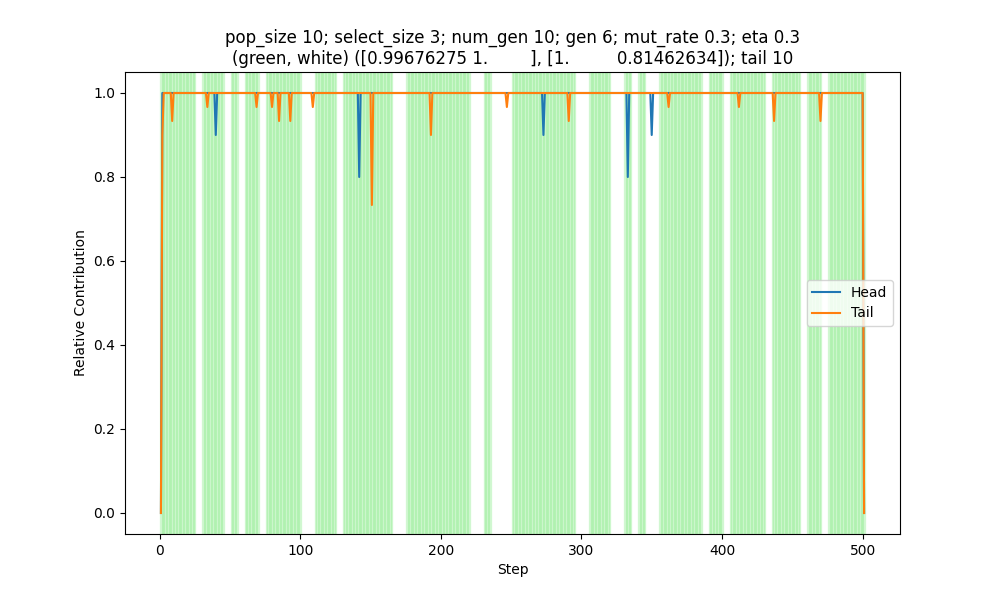 pop_size 10; select_size 3; num_gen 10; gen 6; mut_rate 0.3; eta 0.3
(green, white) ([0.99676275 1.        ], [1.         0.81462634]); tail 10
1.0
0.8
0.6
0.4
0.2
0.0
Relative Contribution
Head
Tail
0
100
200
300
400
500
Step